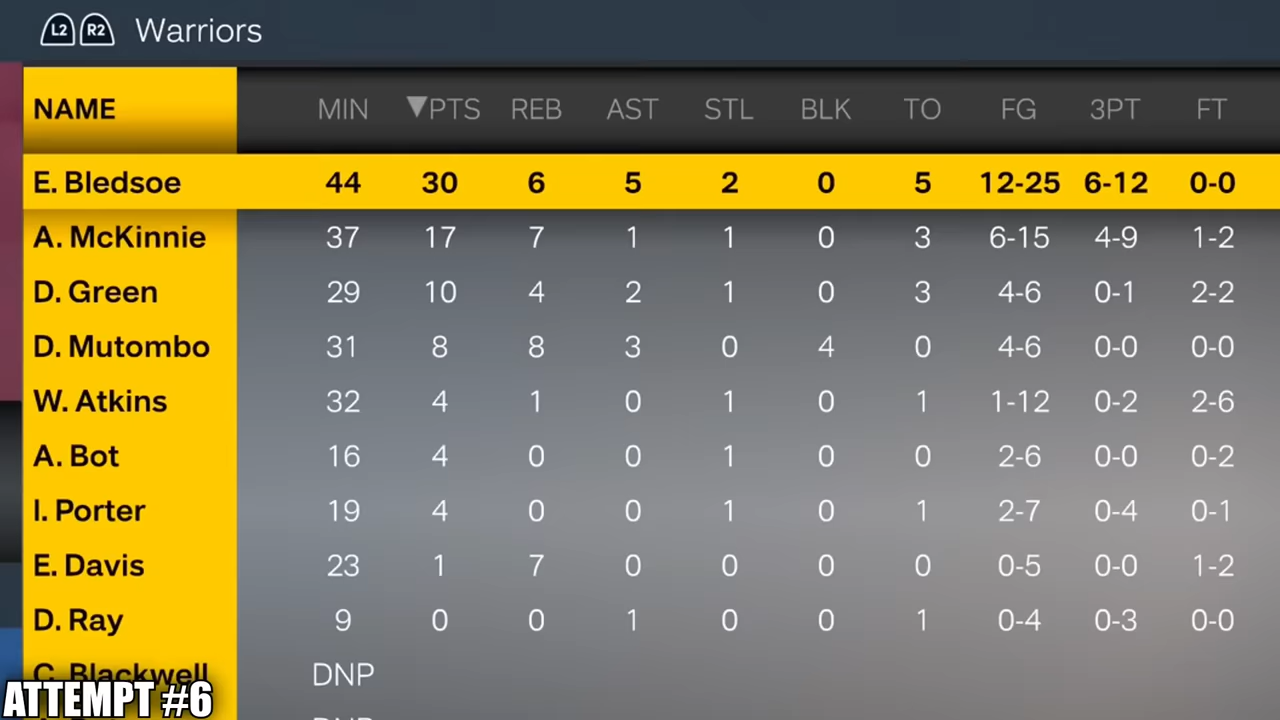 L2 R2 Warriors
NAME MIN ▼PTS REB AST STL BLK TO FG 3PT FT
E. Bledsoe 44 30 6 5 2 0 5 12-25 6-12 0-0
A. McKinnie 37 17 7 1 1 0 3 6-15 4-9 1-2
D. Green 29 10 4 2 1 0 3 4-6 0-1 2-2
D. Mutombo 31 8 8 3 0 4 0 4-6 0-0 0-0
W. Atkins 32 4 1 0 1 0 1 1-12 0-2 2-6
A. Bot 16 4 0 0 1 0 0 2-6 0-0 0-2
I. Porter 19 4 0 0 1 0 1 2-7 0-4 0-1
E. Davis 23 1 7 0 0 0 0 0-5 0-0 1-2
D. Ray 9 0 0 1 0 0 1 0-4 0-3 0-0
C. Blackwell DNP
ATTEMPT #6